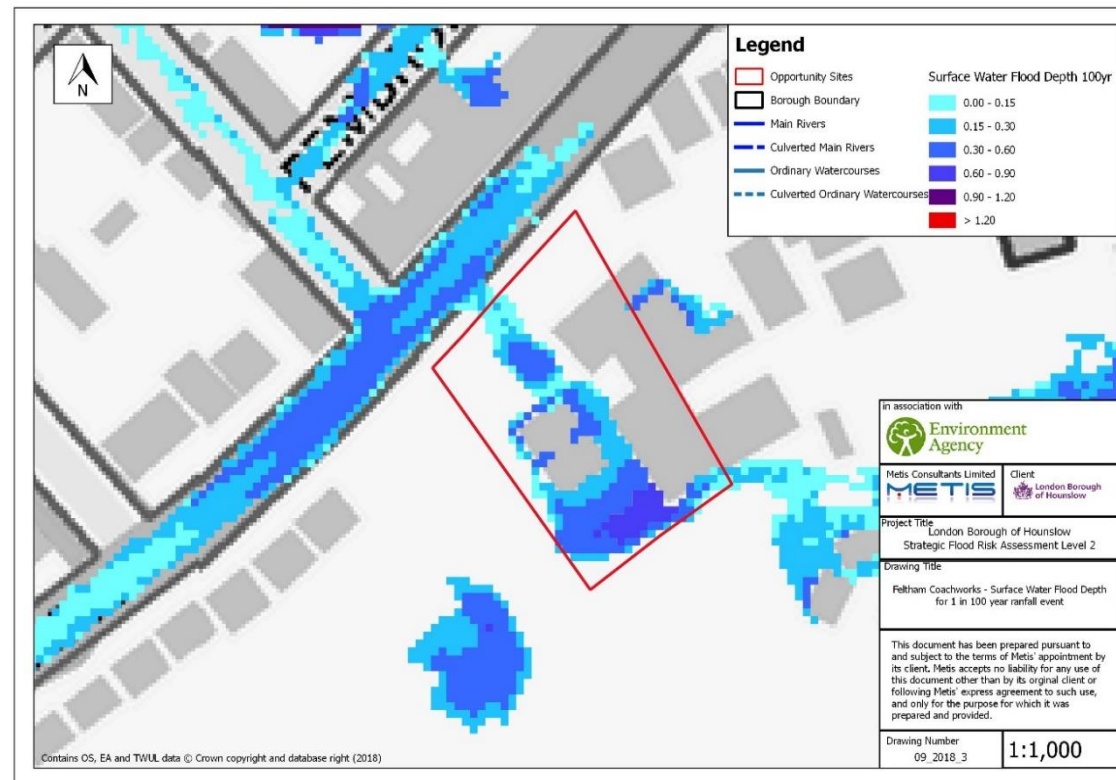 N
Legend
Opportunity Sites
Borough Boundary
Main Rivers
Culverted Main Rivers
Ordinary Watercourses
Culverted Ordinary Watercourses
Surface Water Flood Depth 100yr
0.00 - 0.15
0.15 - 0.30
0.30 - 0.60
0.60 - 0.90
0.90 - 1.20
> 1.20
in association with
Environment
Agency
Metis Consultants Limited
METIS
Client
London Borough
of Hounslow
Project Title
London Borough of Hounslow
Strategic Flood Risk Assessment Level 2
Drawing Title
Feltham Coachworks - Surface Water Flood Depth
for 1 in 100 year ranfall event
This document has been prepared pursuant to
and subject to the terms of Metis' appointment by
its client. Metis accepts no liability for any use of
this document other than by its orginal client or
following Metis' express agreement to such use,
and only for the purpose for which it was
prepared and provided.
Drawing Number
09_2018_3
1:1,000
Contains OS, EA and TWUL data © Crown copyright and database right (2018)